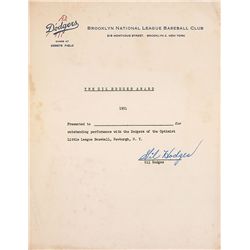 Dodgers
OFFICES AT
EBBETS FIELD
BROOKLYN NATIONAL LEAGUE BASEBALL CLUB
215 MONTAGUE STREET, BROOKLYN 2, NEW YORK
THE GIL HODGES AWARD
1951
Presented to for
outstanding performance with the Dodgers of the Optimist
Little League Baseball, Newburgh, N. Y.
Gil Hodges
Gil Hodges